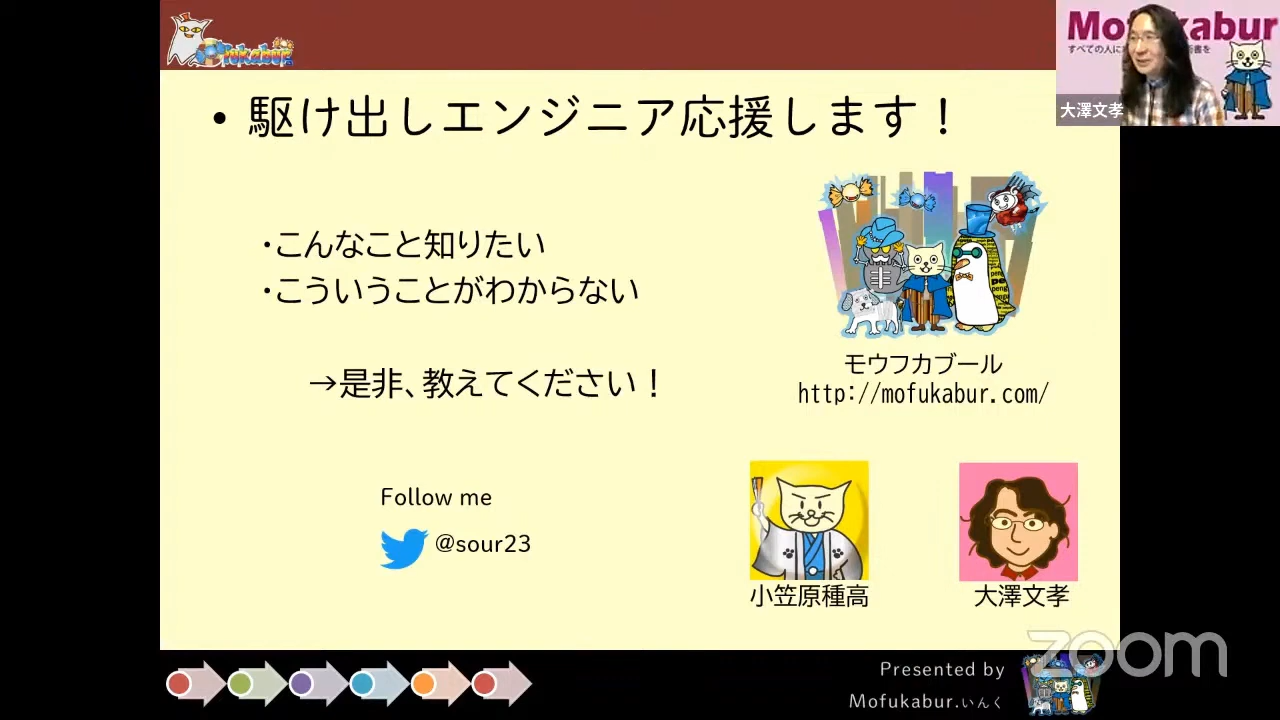 Mofukabur
Mofukabur
大澤文孝
• 駆け出しエンジニア応援します！
・こんなこと知りたい
・こういうことがわからない
→是非、教えてください！
モウフカブール
http://mofukabur.com/
Follow me
@sour23
小笠原種高
大澤文孝
zoom
Presented by
Mofukabur.いんく